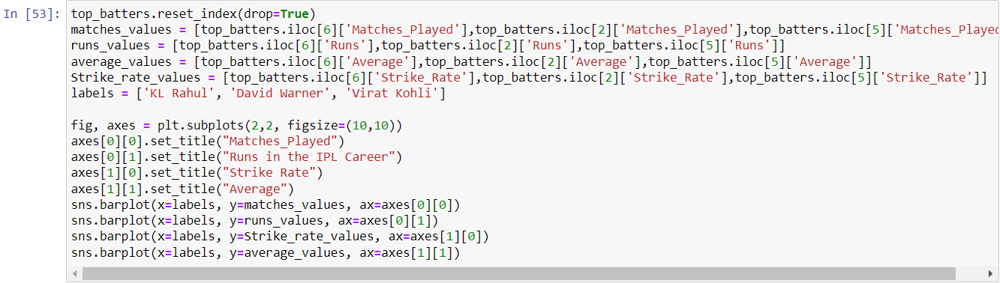 In [53]: top_batters.reset_index(drop=True)
matches_values = [top_batters.iloc[6]['Matches_Played'],top_batters.iloc[2]['Matches_Played'],top_batters.iloc[5]['Matches_Played
runs_values = [top_batters.iloc[6]['Runs'],top_batters.iloc[2]['Runs'],top_batters.iloc[5]['Runs']]
average_values = [top_batters.iloc[6]['Average'],top_batters.iloc[2]['Average'],top_batters.iloc[5]['Average']]
Strike_rate_values = [top_batters.iloc[6]['Strike_Rate'],top_batters.iloc[2]['Strike_Rate'],top_batters.iloc[5]['Strike_Rate']]
labels = ['KL Rahul', 'David Warner', 'Virat Kohli']
fig, axes = plt.subplots(2,2, figsize=(10,10))
axes[0][0].set_title("Matches_Played")
axes[0][1].set_title("Runs in the IPL Career")
axes[1][0].set_title("Strike Rate")
axes[1][1].set_title("Average")
sns.barplot(x=labels, y=matches_values, ax=axes[0][0])
sns.barplot(x=labels, y=runs_values, ax=axes[0][1])
sns.barplot(x=labels, y=Strike_rate_values, ax=axes[1][0])
sns.barplot(x=labels, y=average_values, ax=axes[1][1])